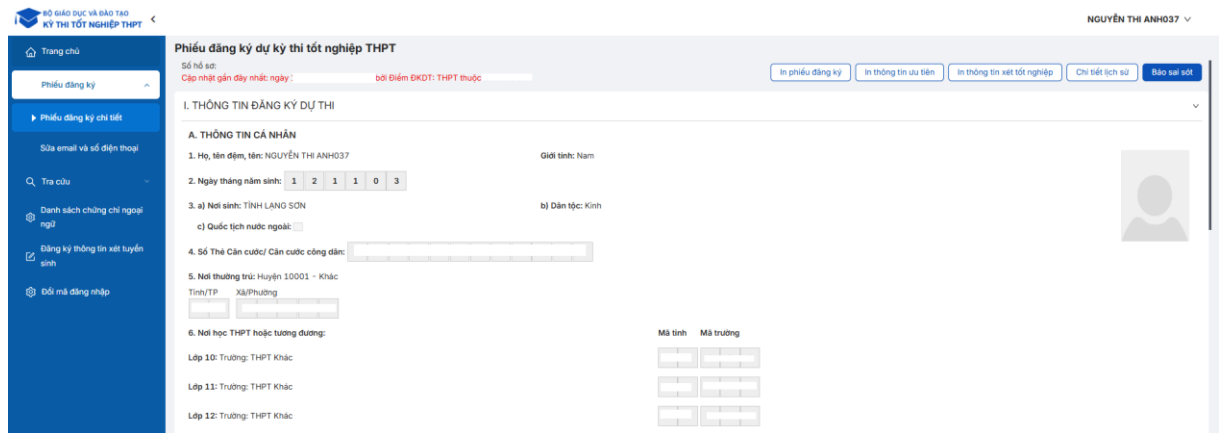 BỘ GIÁO DỤC VÀ ĐÀO TẠO
KỲ THI TỐT NGHIỆP THPT
NGUYỄN THI ANH037
Trang chủ
Phiếu đăng ký
Phiếu đăng ký chi tiết
Sửa email và số điện thoại
Tra cứu
Danh sách chứng chỉ ngoại
ngữ
Đăng ký thông tin xét tuyển
sinh
Đổi mã đăng nhập
Phiếu đăng ký dự kỳ thi tốt nghiệp THPT
Số hồ sơ:
Cập nhật gần đây nhất: ngày : bởi Điểm ĐKDT: THPT thuộc
In phiếu đăng ký In thông tin ưu tiên In thông tin xét tốt nghiệp Chi tiết lịch sử Báo sai sót
I. THÔNG TIN ĐĂNG KÝ DỰ THI
A. THÔNG TIN CÁ NHÂN
1. Họ, tên đệm, tên: NGUYỄN THI ANH037 Giới tính: Nam
2. Ngày tháng năm sinh: 1 2 1 1 0 3
3. a) Nơi sinh: TỈNH LẠNG SƠN b) Dân tộc: Kinh
c) Quốc tịch nước ngoài:
4. Số Thẻ Căn cước/ Căn cước công dân:
5. Nơi thường trú: Huyện 10001 - Khác
Tỉnh/TP Xã/Phường
6. Nơi học THPT hoặc tương đương: Mã tỉnh Mã trường
Lớp 10: Trường: THPT Khác
Lớp 11: Trường: THPT Khác
Lớp 12: Trường: THPT Khác